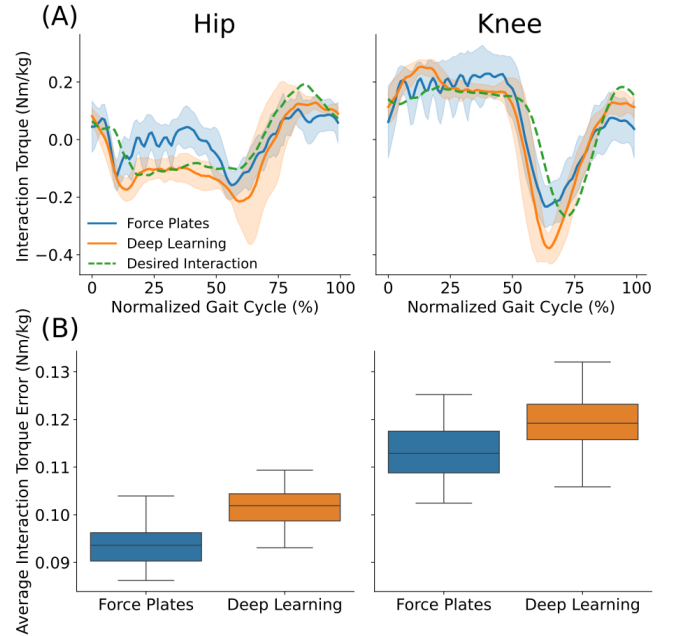 (A)
Hip
Knee
Interaction Torque (Nm/kg)
0.2
0.0
−0.2
−0.4
Force Plates
Deep Learning
Desired Interaction
0 25 50 75 100
0 25 50 75 100
Normalized Gait Cycle (%)
Normalized Gait Cycle (%)
(B)
Average Interaction Torque Error (Nm/kg)
0.13
0.12
0.11
0.10
0.09
Force Plates Deep Learning
Force Plates Deep Learning